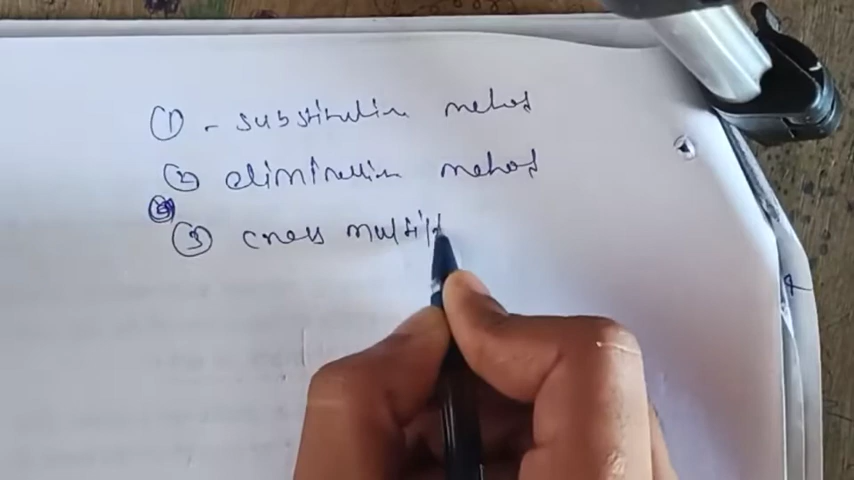 ① - substitution method
② elimination method
③ cross multipl